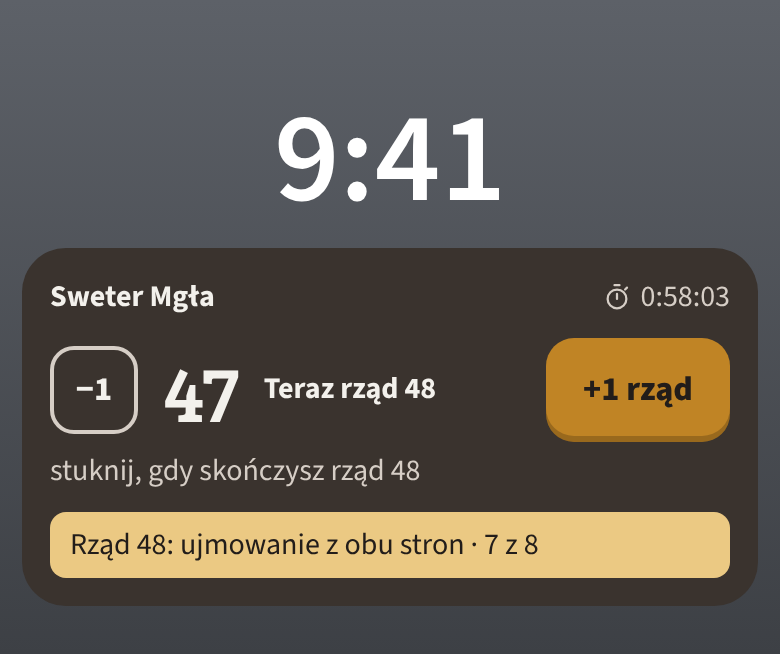 9:41
Sweter Mgła 0:58:03
−1 47 Teraz rząd 48 +1 rząd
stuknij, gdy skończysz rząd 48
Rząd 48: ujmowanie z obu stron · 7 z 8